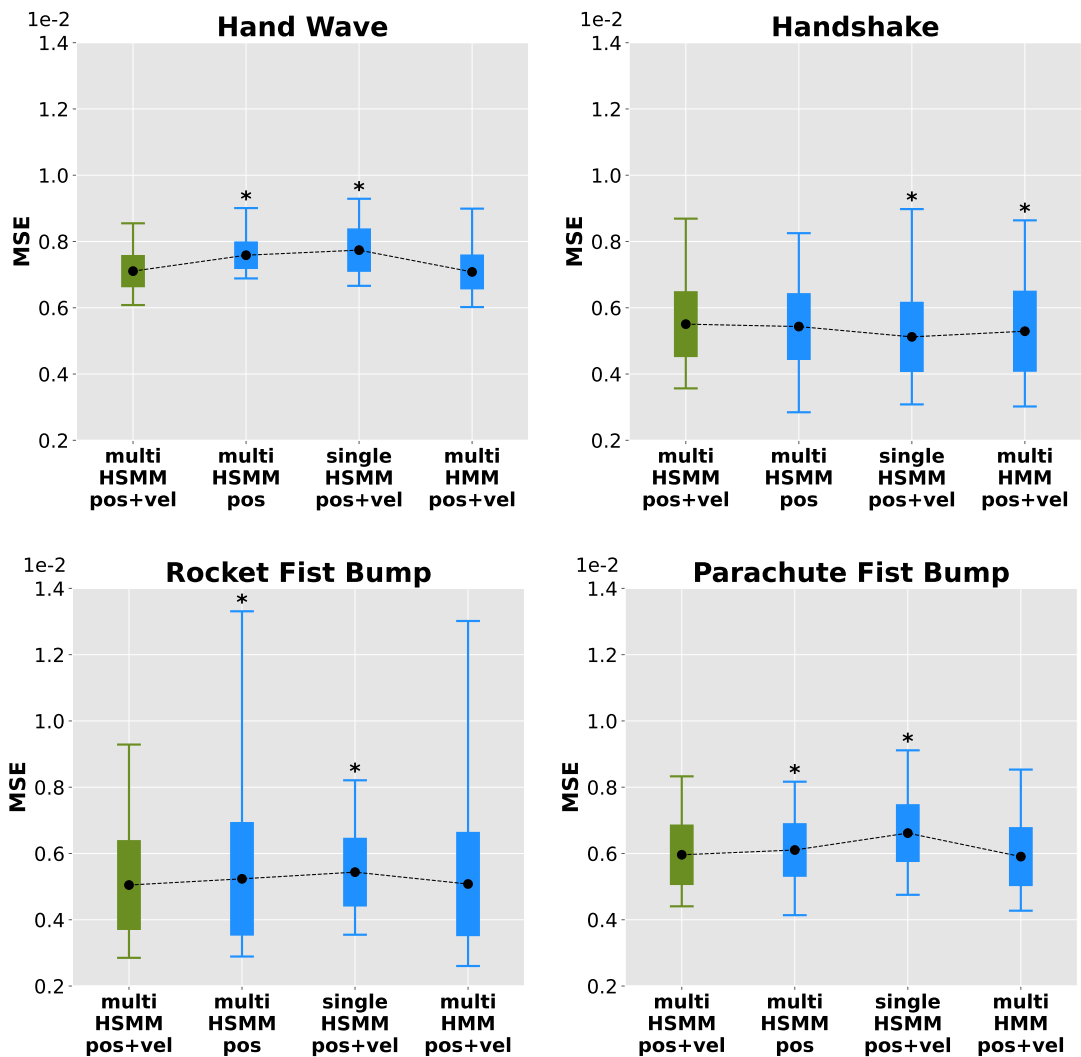 1e-2
Hand Wave
1.4
1.2
1.0
0.8
0.6
0.4
0.2
MSE
*
*
multi
HSMM
pos+vel
multi
HSMM
pos
single
HSMM
pos+vel
multi
HMM
pos+vel
1e-2
Handshake
1.4
1.2
1.0
0.8
0.6
0.4
0.2
MSE
*
*
multi
HSMM
pos+vel
multi
HSMM
pos
single
HSMM
pos+vel
multi
HMM
pos+vel
1e-2
Rocket Fist Bump
1.4
1.2
1.0
0.8
0.6
0.4
0.2
MSE
*
*
multi
HSMM
pos+vel
multi
HSMM
pos
single
HSMM
pos+vel
multi
HMM
pos+vel
1e-2
Parachute Fist Bump
1.4
1.2
1.0
0.8
0.6
0.4
0.2
MSE
*
*
multi
HSMM
pos+vel
multi
HSMM
pos
single
HSMM
pos+vel
multi
HMM
pos+vel